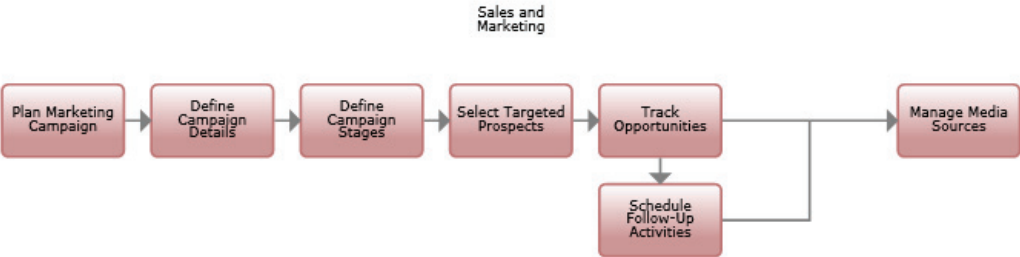 Sales and
Marketing
Plan Marketing
Campaign
Define
Campaign
Details
Define
Campaign
Stages
Select Targeted
Prospects
Track
Opportunities
Manage Media
Sources
Schedule
Follow-Up
Activities